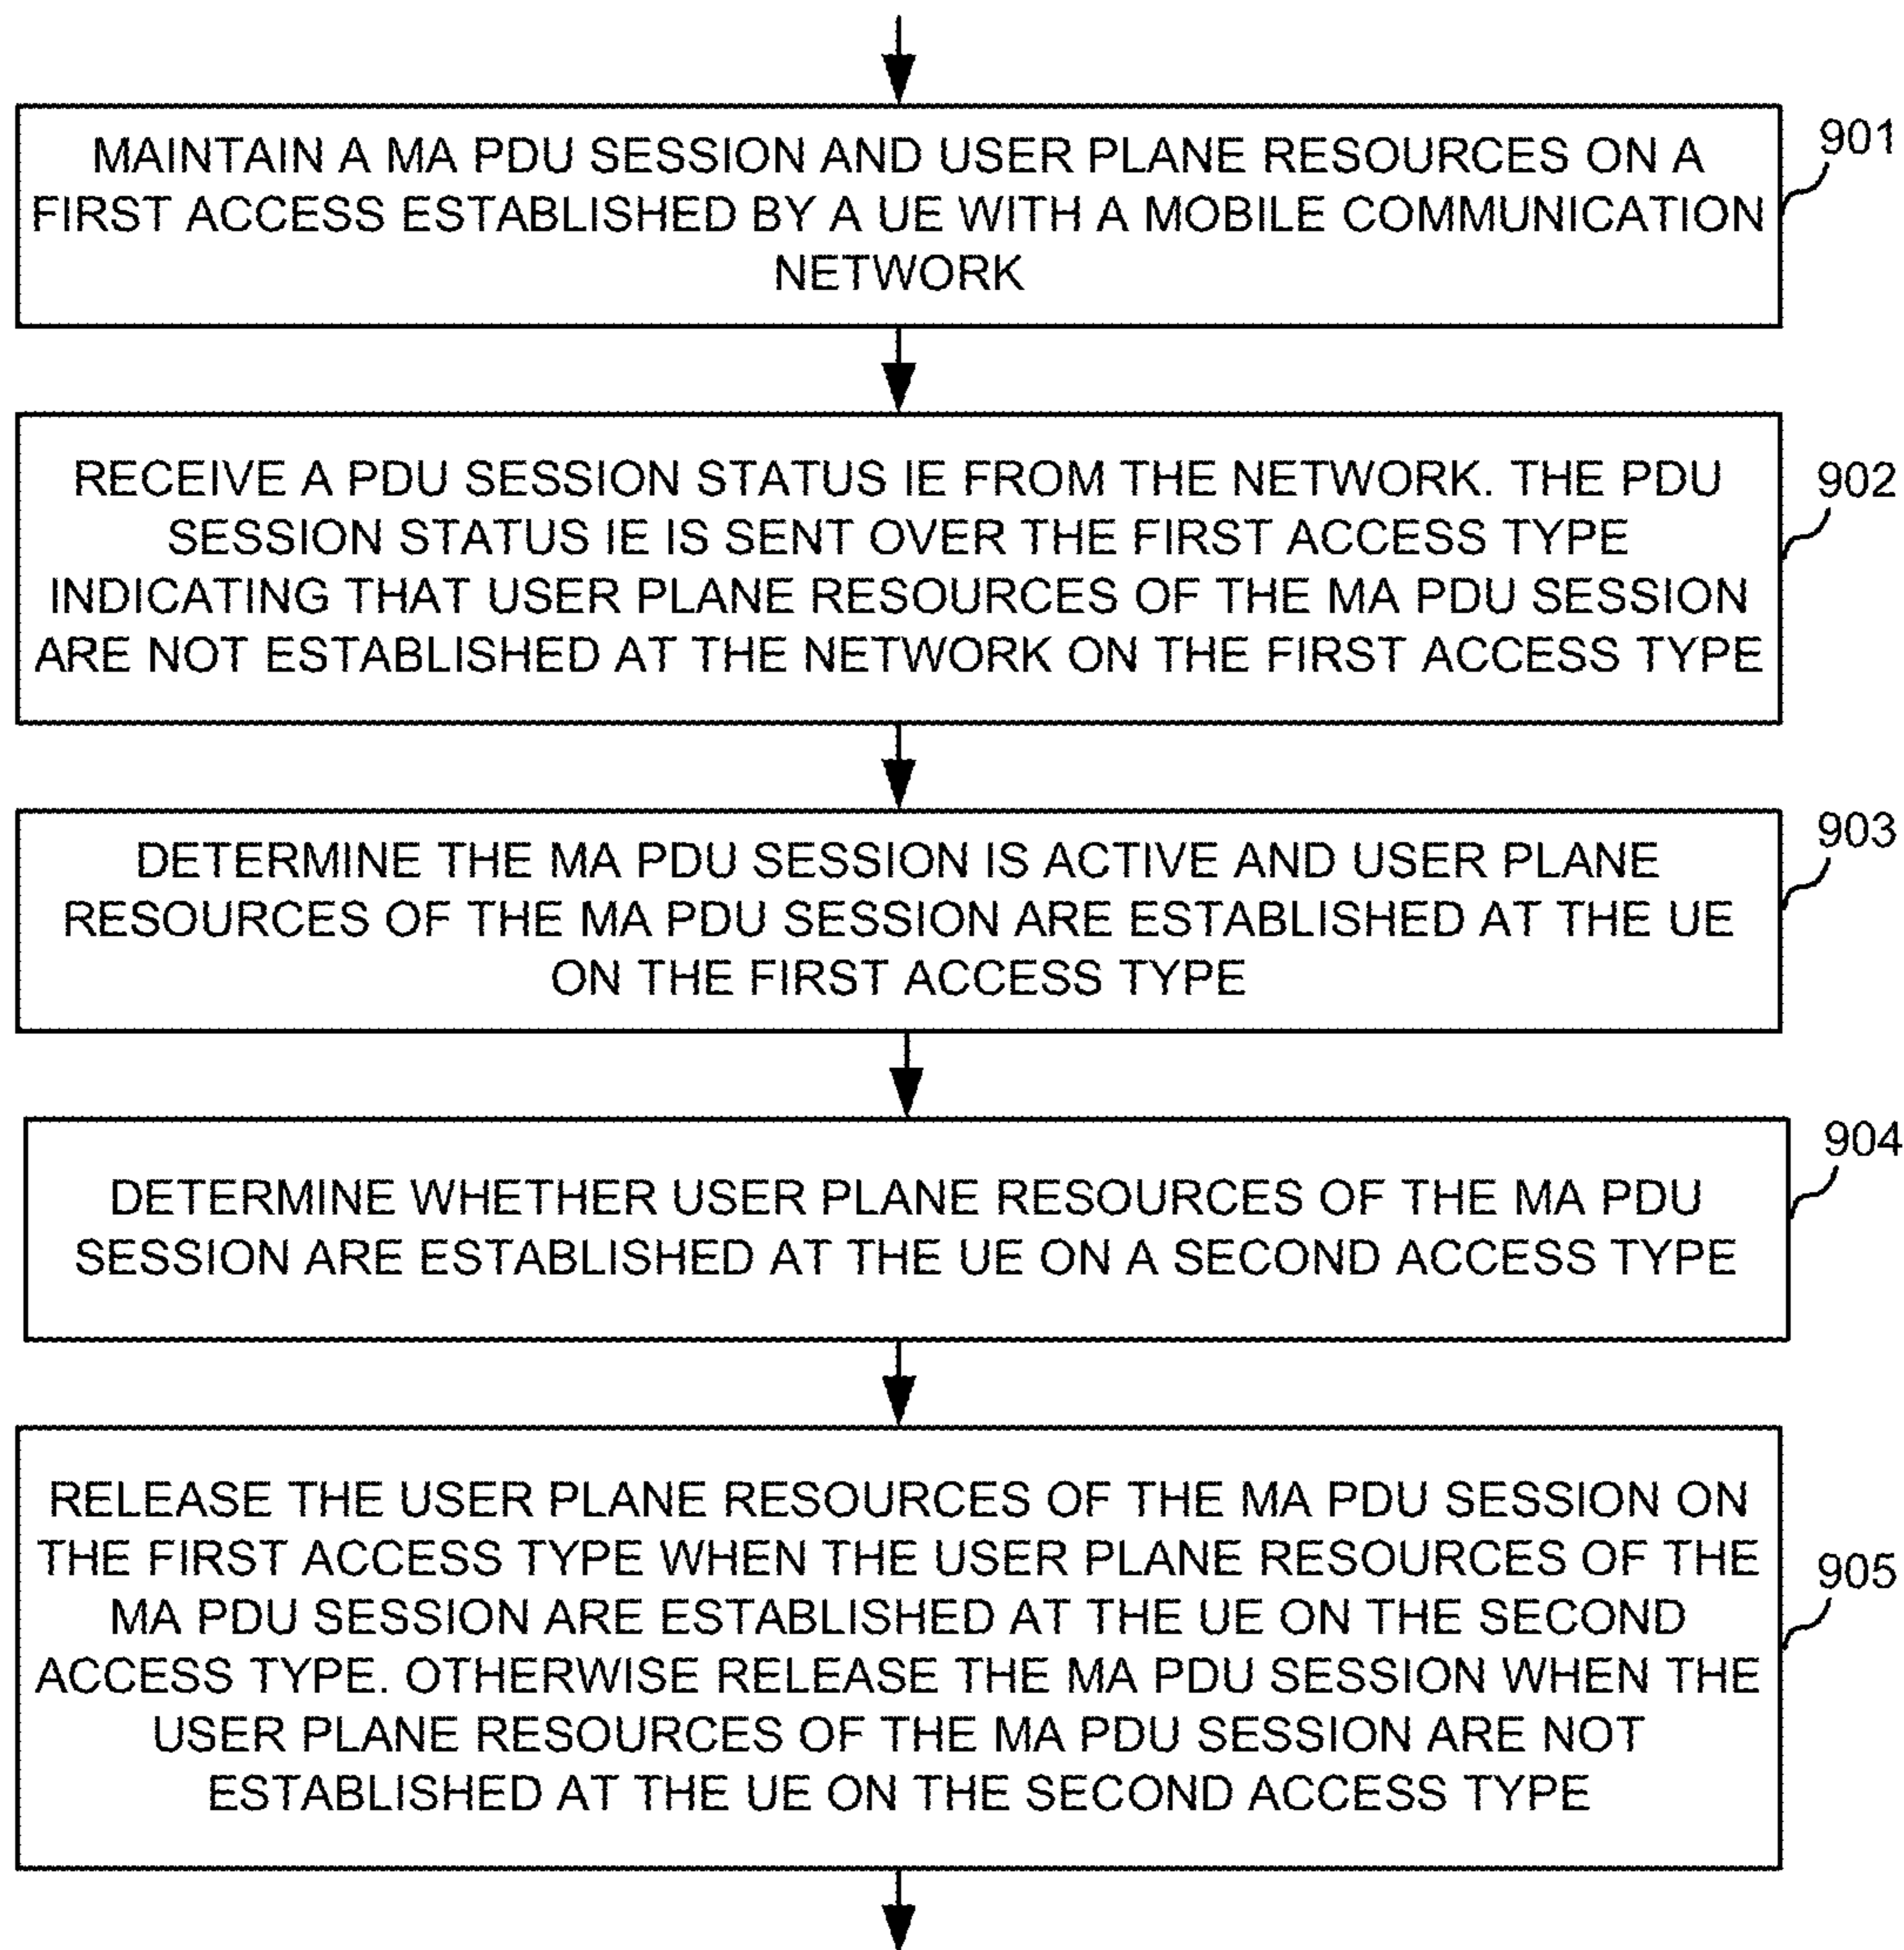 MAINTAIN A MA PDU SESSION AND USER PLANE RESOURCES ON A
FIRST ACCESS ESTABLISHED BY A UE WITH A MOBILE COMMUNICATION
NETWORK
901
RECEIVE A PDU SESSION STATUS IE FROM THE NETWORK. THE PDU
SESSION STATUS IE IS SENT OVER THE FIRST ACCESS TYPE
INDICATING THAT USER PLANE RESOURCES OF THE MA PDU SESSION
ARE NOT ESTABLISHED AT THE NETWORK ON THE FIRST ACCESS TYPE
902
DETERMINE THE MA PDU SESSION IS ACTIVE AND USER PLANE
RESOURCES OF THE MA PDU SESSION ARE ESTABLISHED AT THE UE
ON THE FIRST ACCESS TYPE
903
DETERMINE WHETHER USER PLANE RESOURCES OF THE MA PDU
SESSION ARE ESTABLISHED AT THE UE ON A SECOND ACCESS TYPE
904
RELEASE THE USER PLANE RESOURCES OF THE MA PDU SESSION ON
THE FIRST ACCESS TYPE WHEN THE USER PLANE RESOURCES OF THE
MA PDU SESSION ARE ESTABLISHED AT THE UE ON THE SECOND
ACCESS TYPE. OTHERWISE RELEASE THE MA PDU SESSION WHEN THE
USER PLANE RESOURCES OF THE MA PDU SESSION ARE NOT
ESTABLISHED AT THE UE ON THE SECOND ACCESS TYPE
905